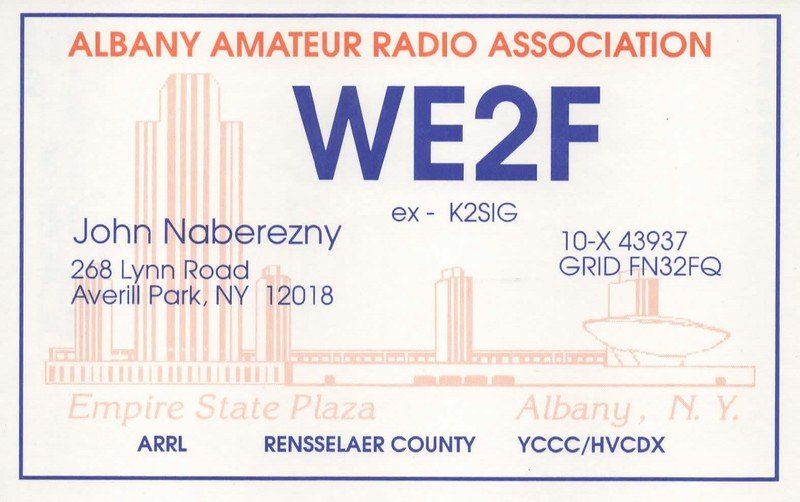 ALBANY AMATEUR RADIO ASSOCIATION
WE2F
ex - K2SIG
John Naberezny
268 Lynn Road
Averill Park, NY 12018
10-X 43937
GRID FN32FQ
Empire State Plaza
Albany, N. Y.
ARRL RENSSELAER COUNTY YCCC/HVCDX